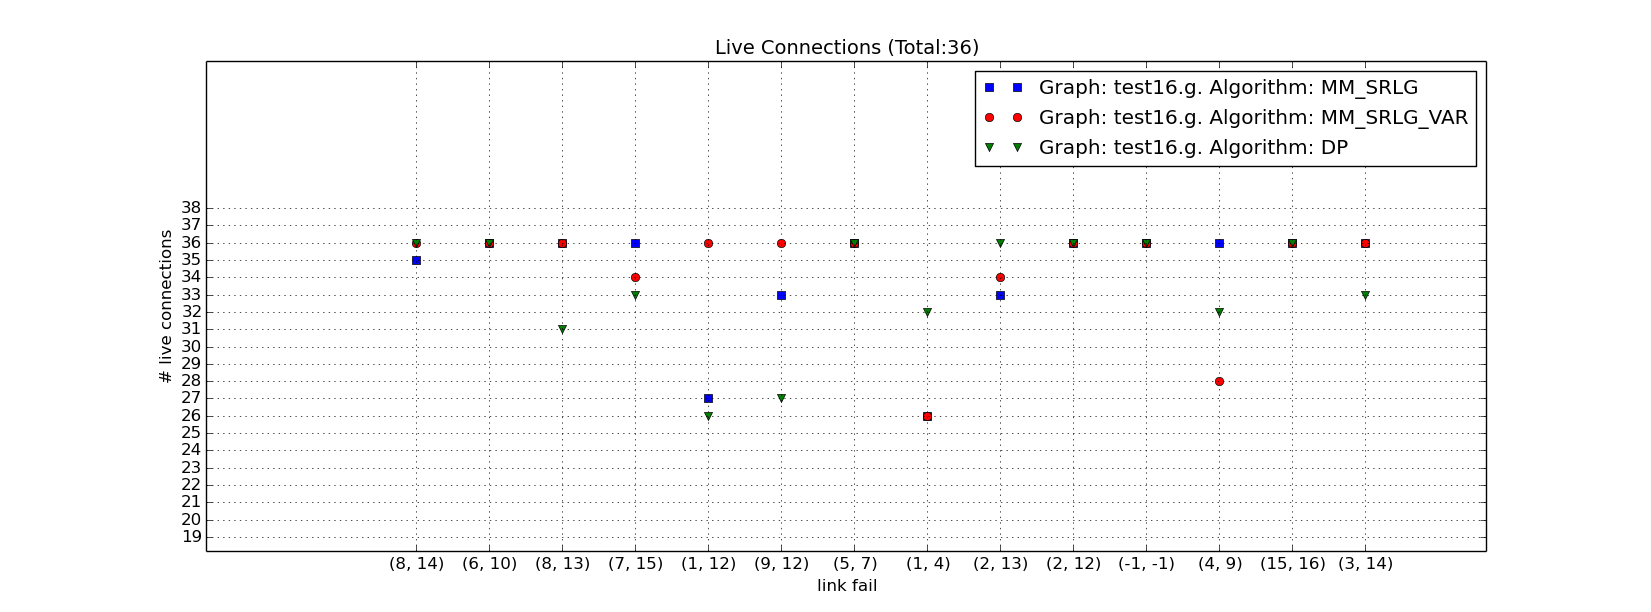 Live Connections (Total:36)
Graph: test16.g. Algorithm: MM_SRLG
Graph: test16.g. Algorithm: MM_SRLG_VAR
Graph: test16.g. Algorithm: DP
# live connections
38
37
36
35
34
33
32
31
30
29
28
27
26
25
24
23
22
21
20
19
(8, 14) (6, 10) (8, 13) (7, 15) (1, 12) (9, 12) (5, 7) (1, 4) (2, 13) (2, 12) (-1, -1) (4, 9) (15, 16) (3, 14)
link fail